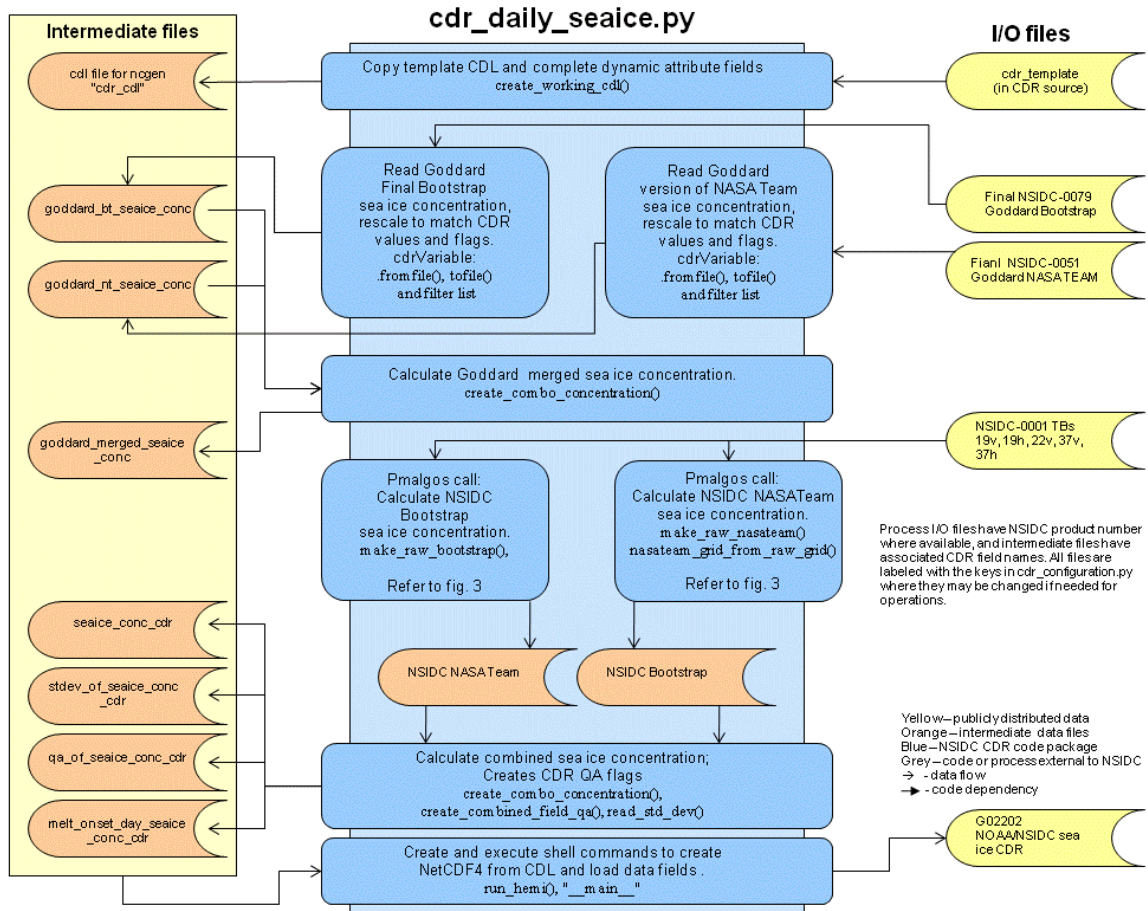 cdr_daily_seaice.py
Intermediate files
I/O files
cdl file for ncgen
"cdr_cdl"
Copy template CDL and complete dynamic attribute fields
create_working_cdl()
cdr_template
(in CDR source)
goddard_bt_seaice_conc
goddard_nt_seaice_conc
Read Goddard
Final Bootstrap
sea ice concentration,
rescale to match CDR
values and flags.
cdrVariable:
.fromfile(), tofile()
and filter list
Read Goddard
version of NASA Team
sea ice concentration,
rescale to match CDR
values and flags.
cdrVariable:
.fromfile(), tofile()
and filter list
Final NSIDC-0079
Goddard Bootstrap
Fianl NSIDC-0051
Goddard NASATEAM
Calculate Goddard merged sea ice concentration.
create_combo_concentration()
goddard_merged_seaice
_conc
NSIDC-0001 TBs
19v, 19h, 22v, 37v,
37h
Pmalgos call:
Calculate NSIDC
Bootstrap
sea ice concentration.
make_raw_bootstrap(),
Refer to fig. 3
Pmalgos call:
Calculate NSIDC NASATeam
sea ice concentration.
make_raw_nasateam()
nasateam_grid_from_raw_grid()
Refer to fig. 3
Process I/O files have NSIDC product number
where available, and intermediate files have
associated CDR field names. All files are
labeled with the keys in cdr_configuration.py
where they may be changed if needed for
operations.
seaice_conc_cdr
stdev_of_seaice_conc
_cdr
qa_of_seaice_conc_cdr
melt_onset_day_seaice
_conc_cdr
NSIDC NASATeam
NSIDC Bootstrap
Calculate combined sea ice concentration;
Creates CDR QA flags
create_combo_concentration(),
create_combined_field_qa(), read_std_dev()
Yellow – publicly distributed data
Orange – intermediate data files
Blue – NSIDC CDR code package
Grey – code or process external to NSIDC
→ - data flow
➞ - code dependency
Create and execute shell commands to create
NetCDF4 from CDL and load data fields .
run_hemi(), "__main__"
G02202
NOAA/NSIDC sea
ice CDR